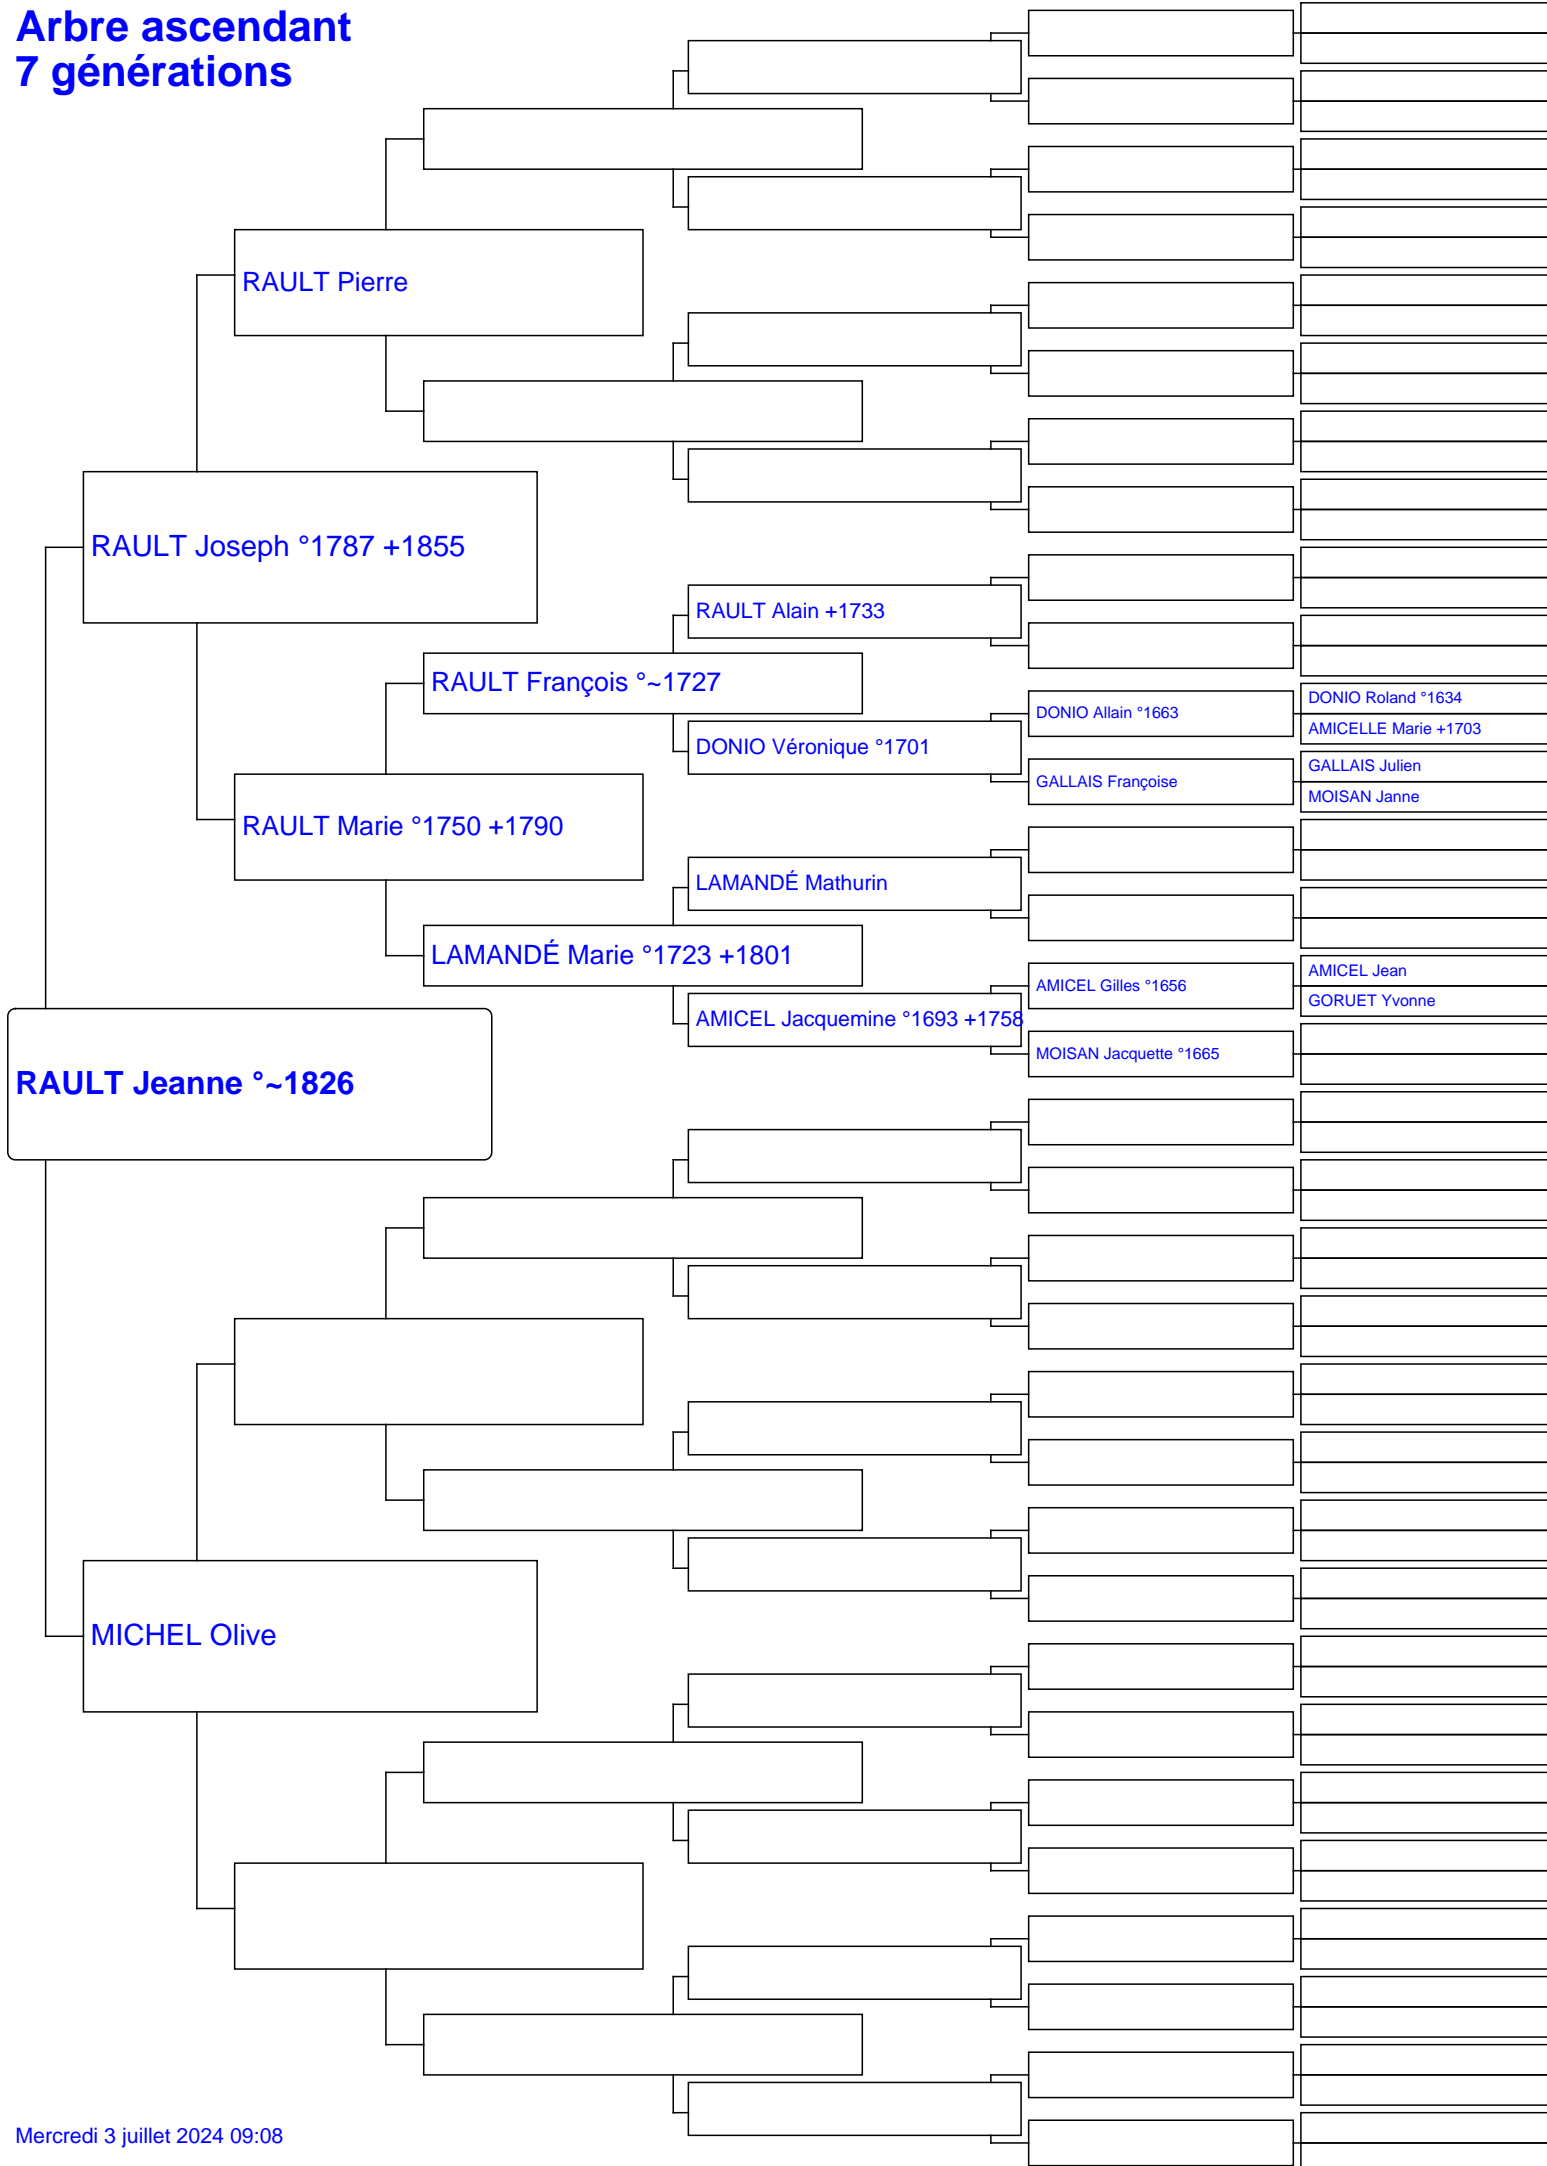 Arbre ascendant
7 générations
RAULT Pierre
RAULT Joseph °1787 +1855
RAULT Alain +1733
RAULT François °~1727
DONIO Roland °1634
DONIO Allain °1663
AMICELLE Marie +1703
DONIO Véronique °1701
GALLAIS Julien
GALLAIS Françoise
MOISAN Janne
RAULT Marie °1750 +1790
LAMANDÉ Mathurin
LAMANDÉ Marie °1723 +1801
AMICEL Jean
AMICEL Gilles °1656
GORUET Yvonne
AMICEL Jacquemine °1693 +1758
MOISAN Jacquette °1665
RAULT Jeanne °~1826
MICHEL Olive
Mercredi 3 juillet 2024 09:08